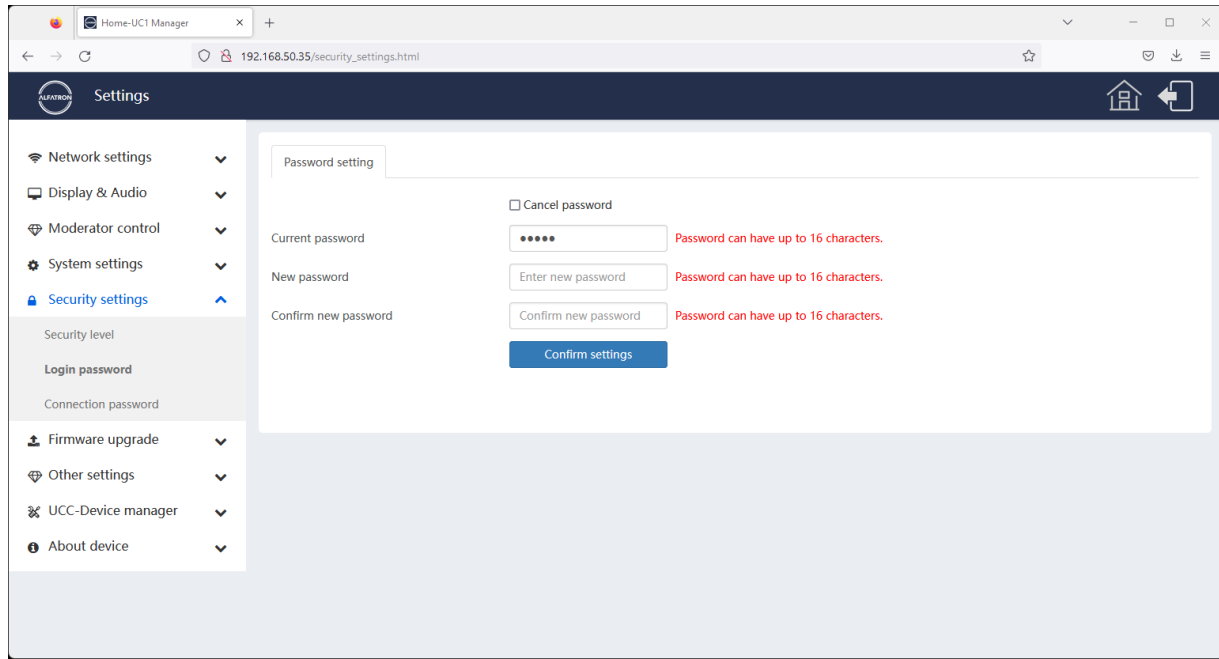 Home-UC1 Manager
192.168.50.35/security_settings.html
ALFATRON
Settings
Network settings
Display & Audio
Moderator control
System settings
Security settings
Security level
Login password
Connection password
Firmware upgrade
Other settings
UCC-Device manager
About device
Password setting
Cancel password
Current password
•••••
Password can have up to 16 characters.
New password
Enter new password
Password can have up to 16 characters.
Confirm new password
Confirm new password
Password can have up to 16 characters.
Confirm settings